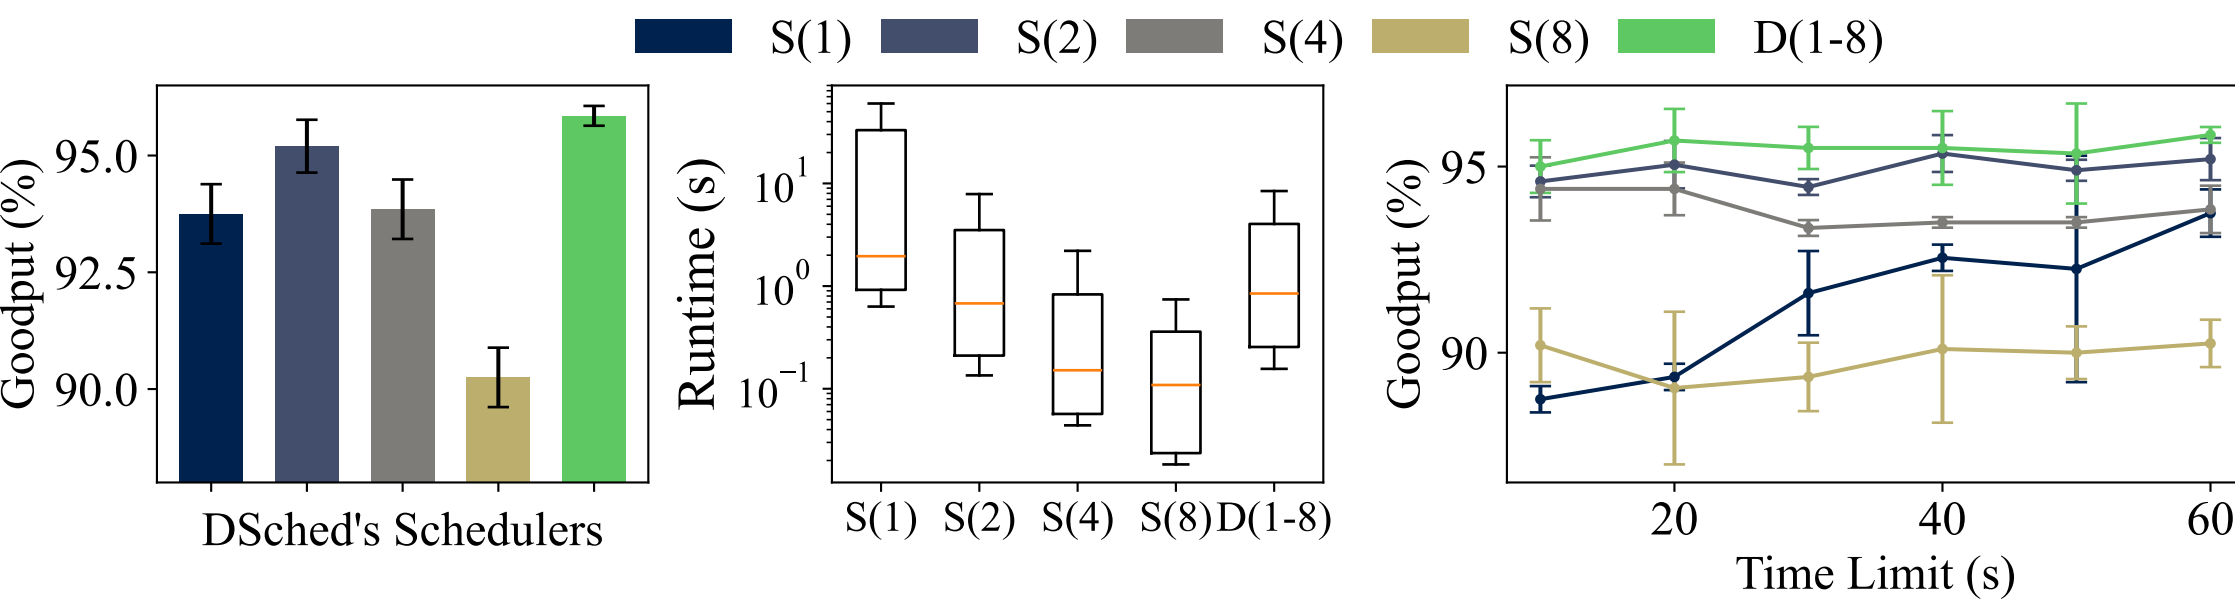 S(1) S(2) S(4) S(8) D(1-8)
Goodput (%)
95.0
92.5
90.0
DSched's Schedulers
Runtime (s)
10^1
10^0
10^−1
S(1) S(2) S(4) S(8) D(1-8)
Goodput (%)
95
90
20 40 60
Time Limit (s)